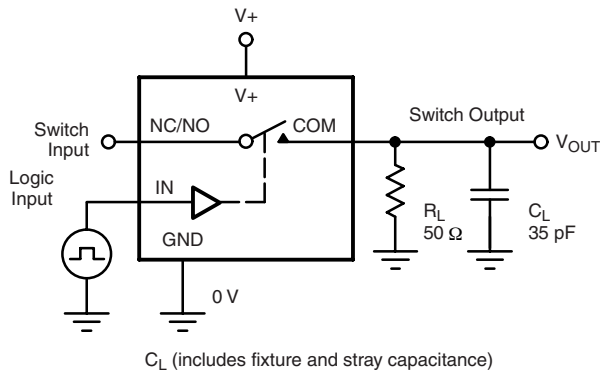 V+
V+
Switch Output
NC/NO
COM
Switch
Input
V_OUT
Logic
Input
IN
R_L
50 Ω
C_L
35 pF
GND
0 V
C_L (includes fixture and stray capacitance)